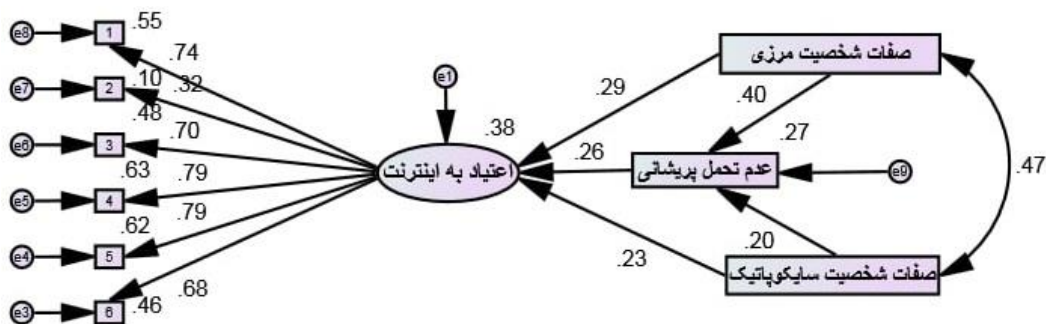 e8
1
.55
.74
e7
2
.10
.32
e6
3
.48
.70
e5
4
.63
.79
e4
5
.62
.79
e3
6
.46
.68
e1
اعتیاد به اینترنت
.38
.29
.26
.23
صفات شخصیت مرزی
.40
.27
عدم تحمل پریشانی
e9
.20
صفات شخصیت سایکوپاتیک
.47